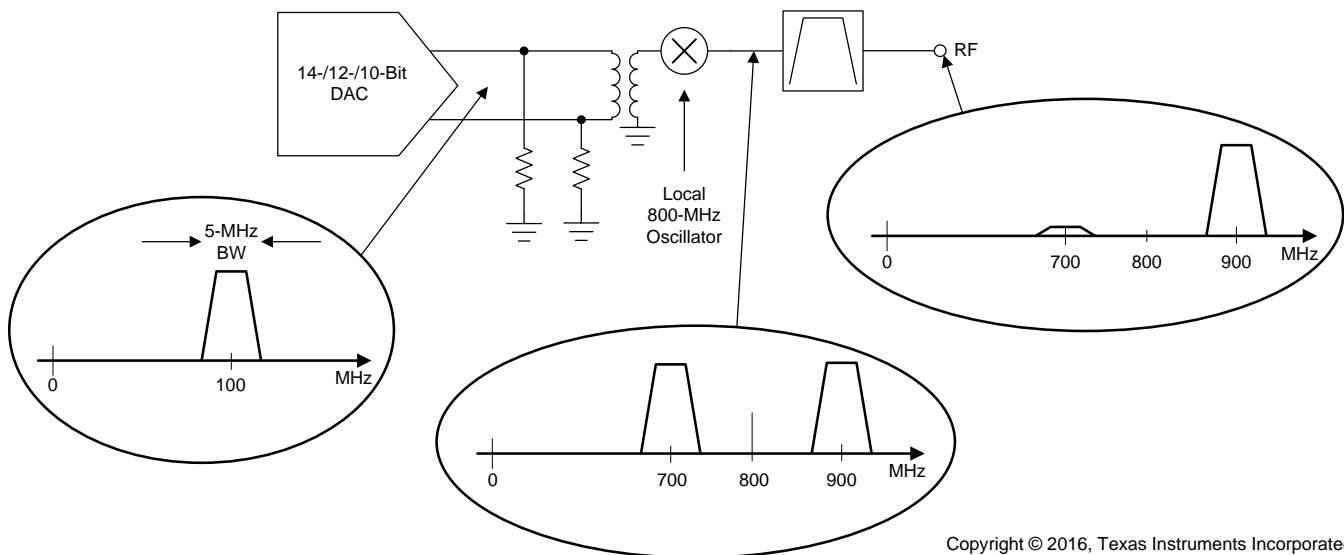 14-/12-/10-Bit
DAC
RF
Local
800-MHz
Oscillator
5-MHz
BW
0
100
MHz
0
700
800
900
MHz
0
700
800
900
MHz
Copyright © 2016, Texas Instruments Incorporate